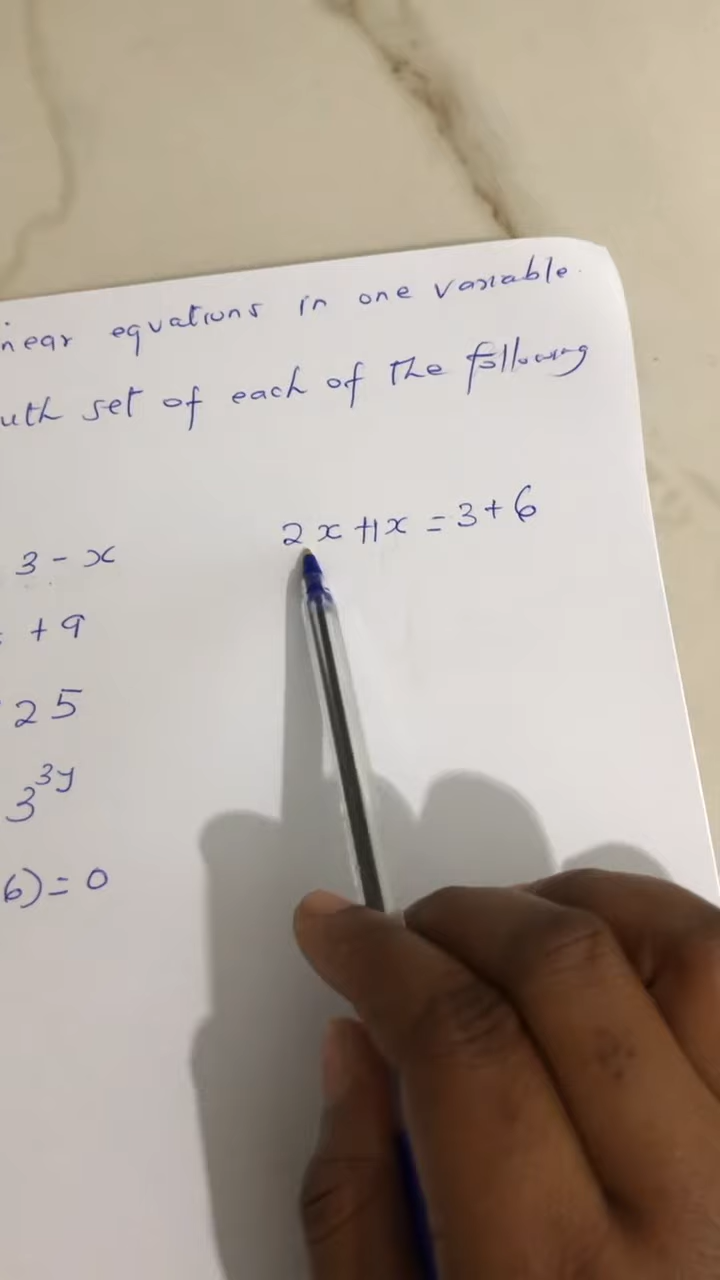 near equations in one variable.
uth set of each of the following
2x + 1x = 3 + 6
3 - x
+ 9
25
3^{3y}
6) = 0